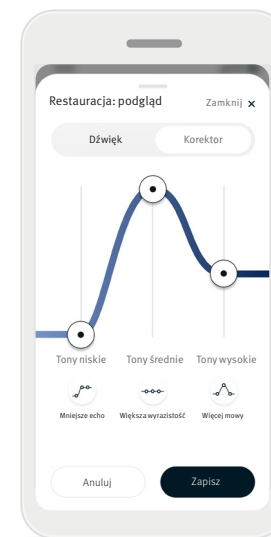 Restauracja: podgląd Zamknij ×
Dźwięk Korektor
Tony niskie Tony średnie Tony wysokie
Mniejsze echo Większa wyrazistość Więcej mowy
Anuluj Zapisz